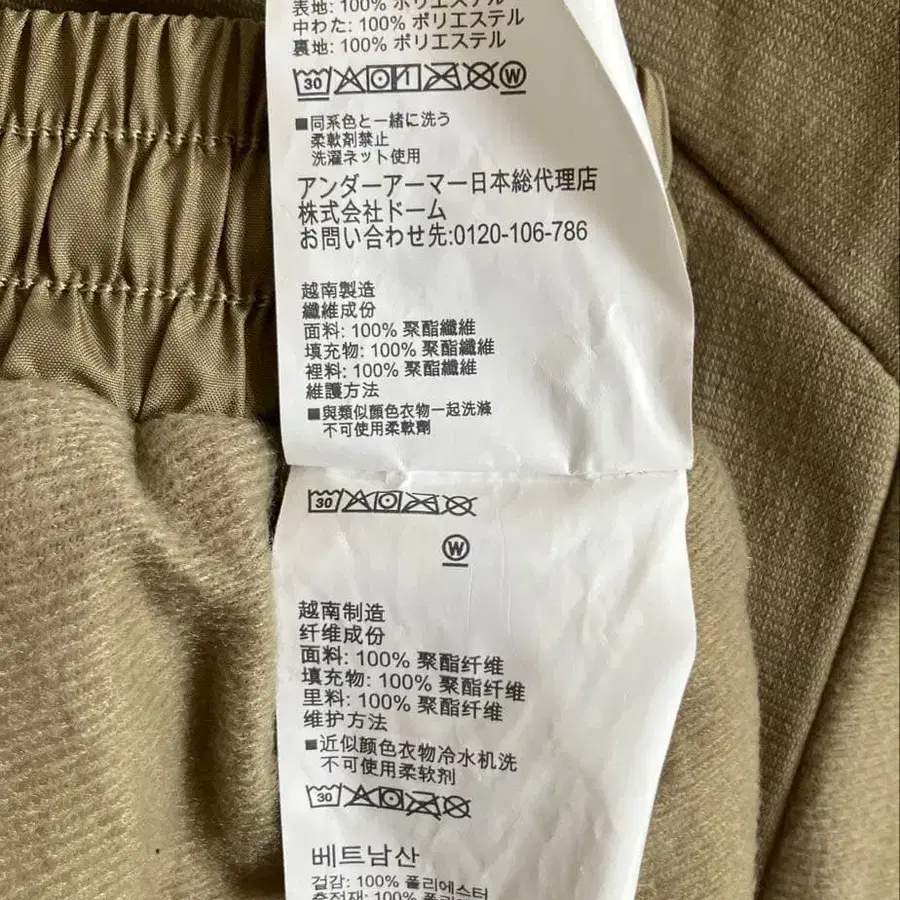 表地: 100% ポリエステル
中わた: 100% ポリエステル
裏地: 100% ポリエステル
30 W
■同系色と一緒に洗う
柔軟剤禁止
洗濯ネット使用
アンダーアーマー日本総代理店
株式会社ドーム
お問い合わせ先:0120-106-786
越南製造
纖維成份
面料: 100% 聚酯纖維
填充物: 100% 聚酯纖維
裡料: 100% 聚酯纖維
維護方法
■與類似顏色衣物一起洗滌
不可使用柔軟劑
30
W
越南制造
纤维成份
面料: 100% 聚酯纤维
填充物: 100% 聚酯纤维
里料: 100% 聚酯纤维
维护方法
■近似颜色衣物冷水机洗
不可使用柔软剂
30
베트남산
겉감: 100% 폴리에스터
충전재: 100% 폴리에스터